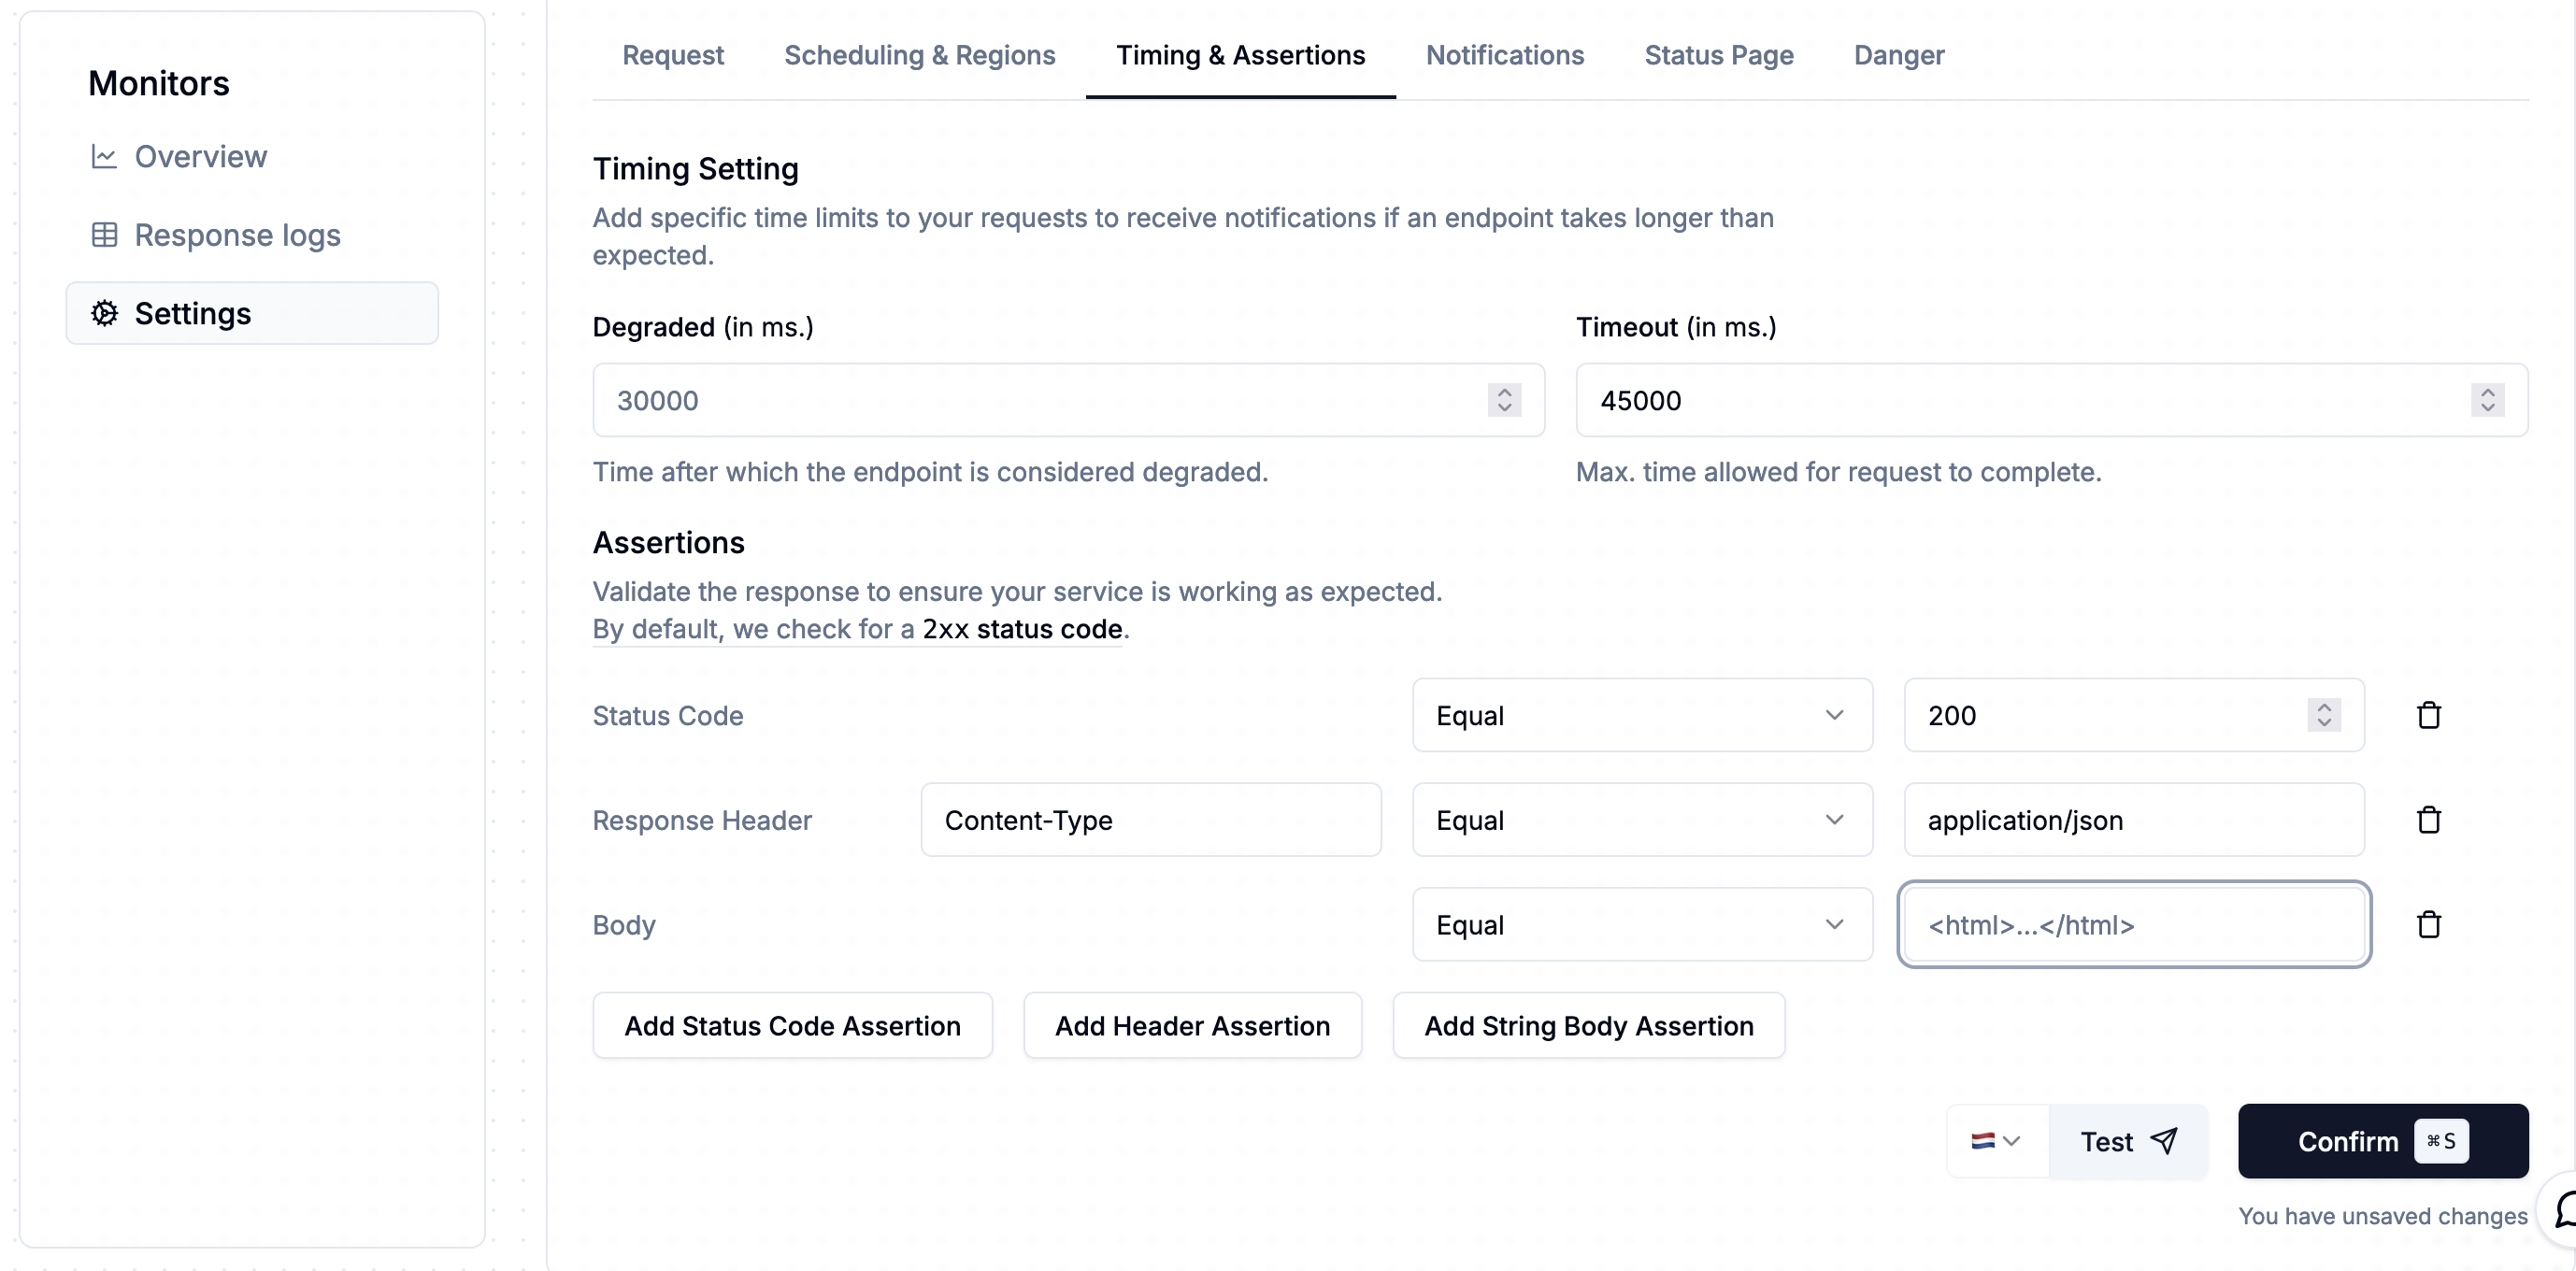 Monitors
Overview
Response logs
Settings
Request
Scheduling & Regions
Timing & Assertions
Notifications
Status Page
Danger
Timing Setting
Add specific time limits to your requests to receive notifications if an endpoint takes longer than
expected.
Degraded (in ms.)
30000
Time after which the endpoint is considered degraded.
Timeout (in ms.)
45000
Max. time allowed for request to complete.
Assertions
Validate the response to ensure your service is working as expected.
By default, we check for a 2xx status code.
Status Code
Equal
200
Response Header
Content-Type
Equal
application/json
Body
Equal
<html>...</html>
Add Status Code Assertion
Add Header Assertion
Add String Body Assertion
Test
Confirm ⌘S
You have unsaved changes